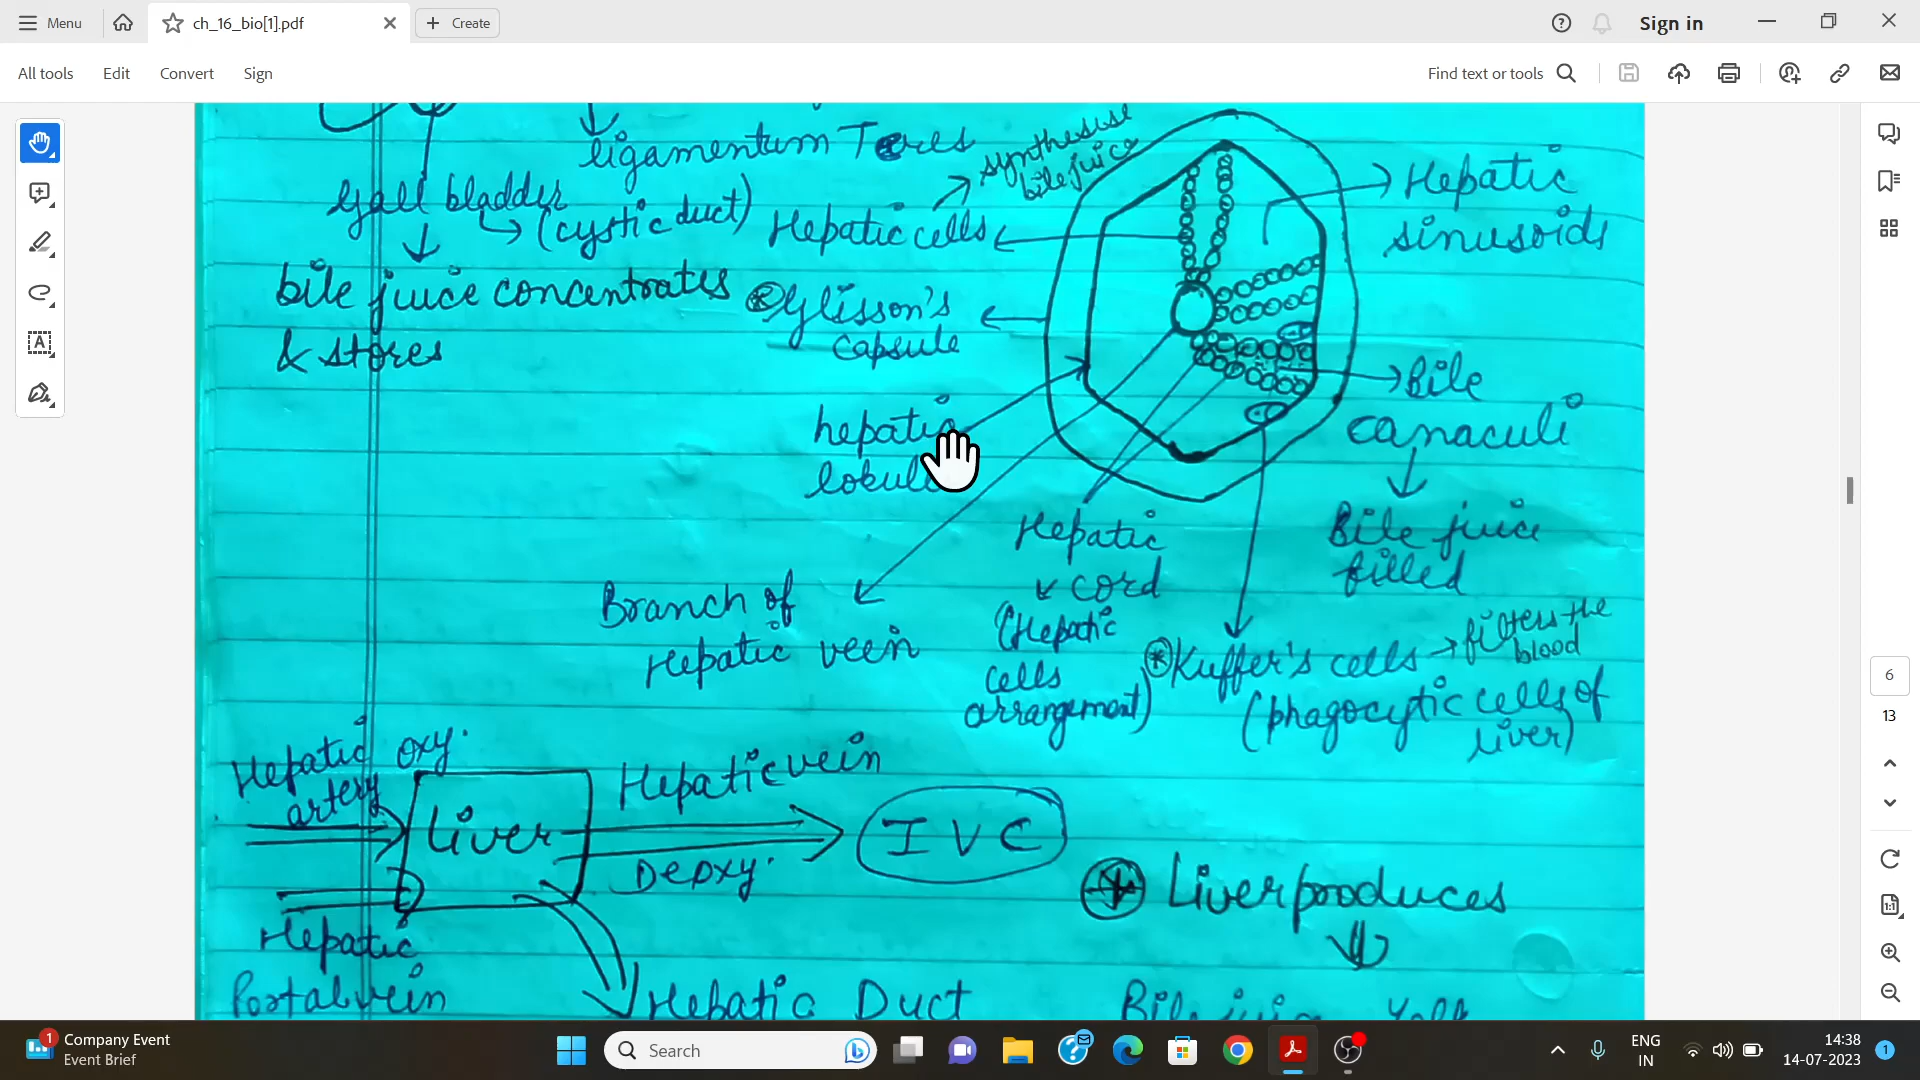 Menu
ch_16_bio[1].pdf
Create
Sign in
All tools
Edit
Convert
Sign
Find text or tools
ligamentum Teres
synthesise
bile juice
Hepatic
sinusoids
gall bladder
(cystic duct)
Hepatic cells
bile juice concentrates
& stores
Glisson's
capsule
Bile
canaculi
hepatic
Bile juice
filled
Hepatic
cord
(Hepatic
cells
arrangement)
Branch of
Hepatic vein
Kuffer's cells
filters the
blood
(phagocytic cells of
liver)
Hepatic
artery
oxy.
Liver
Hepatic vein
Deoxy.
IVC
Hepatic
Portal vein
Hepatic Duct
Liver produces
6
13
1
Company Event
Event Brief
Search
ENG
IN
14:38
14-07-2023
1